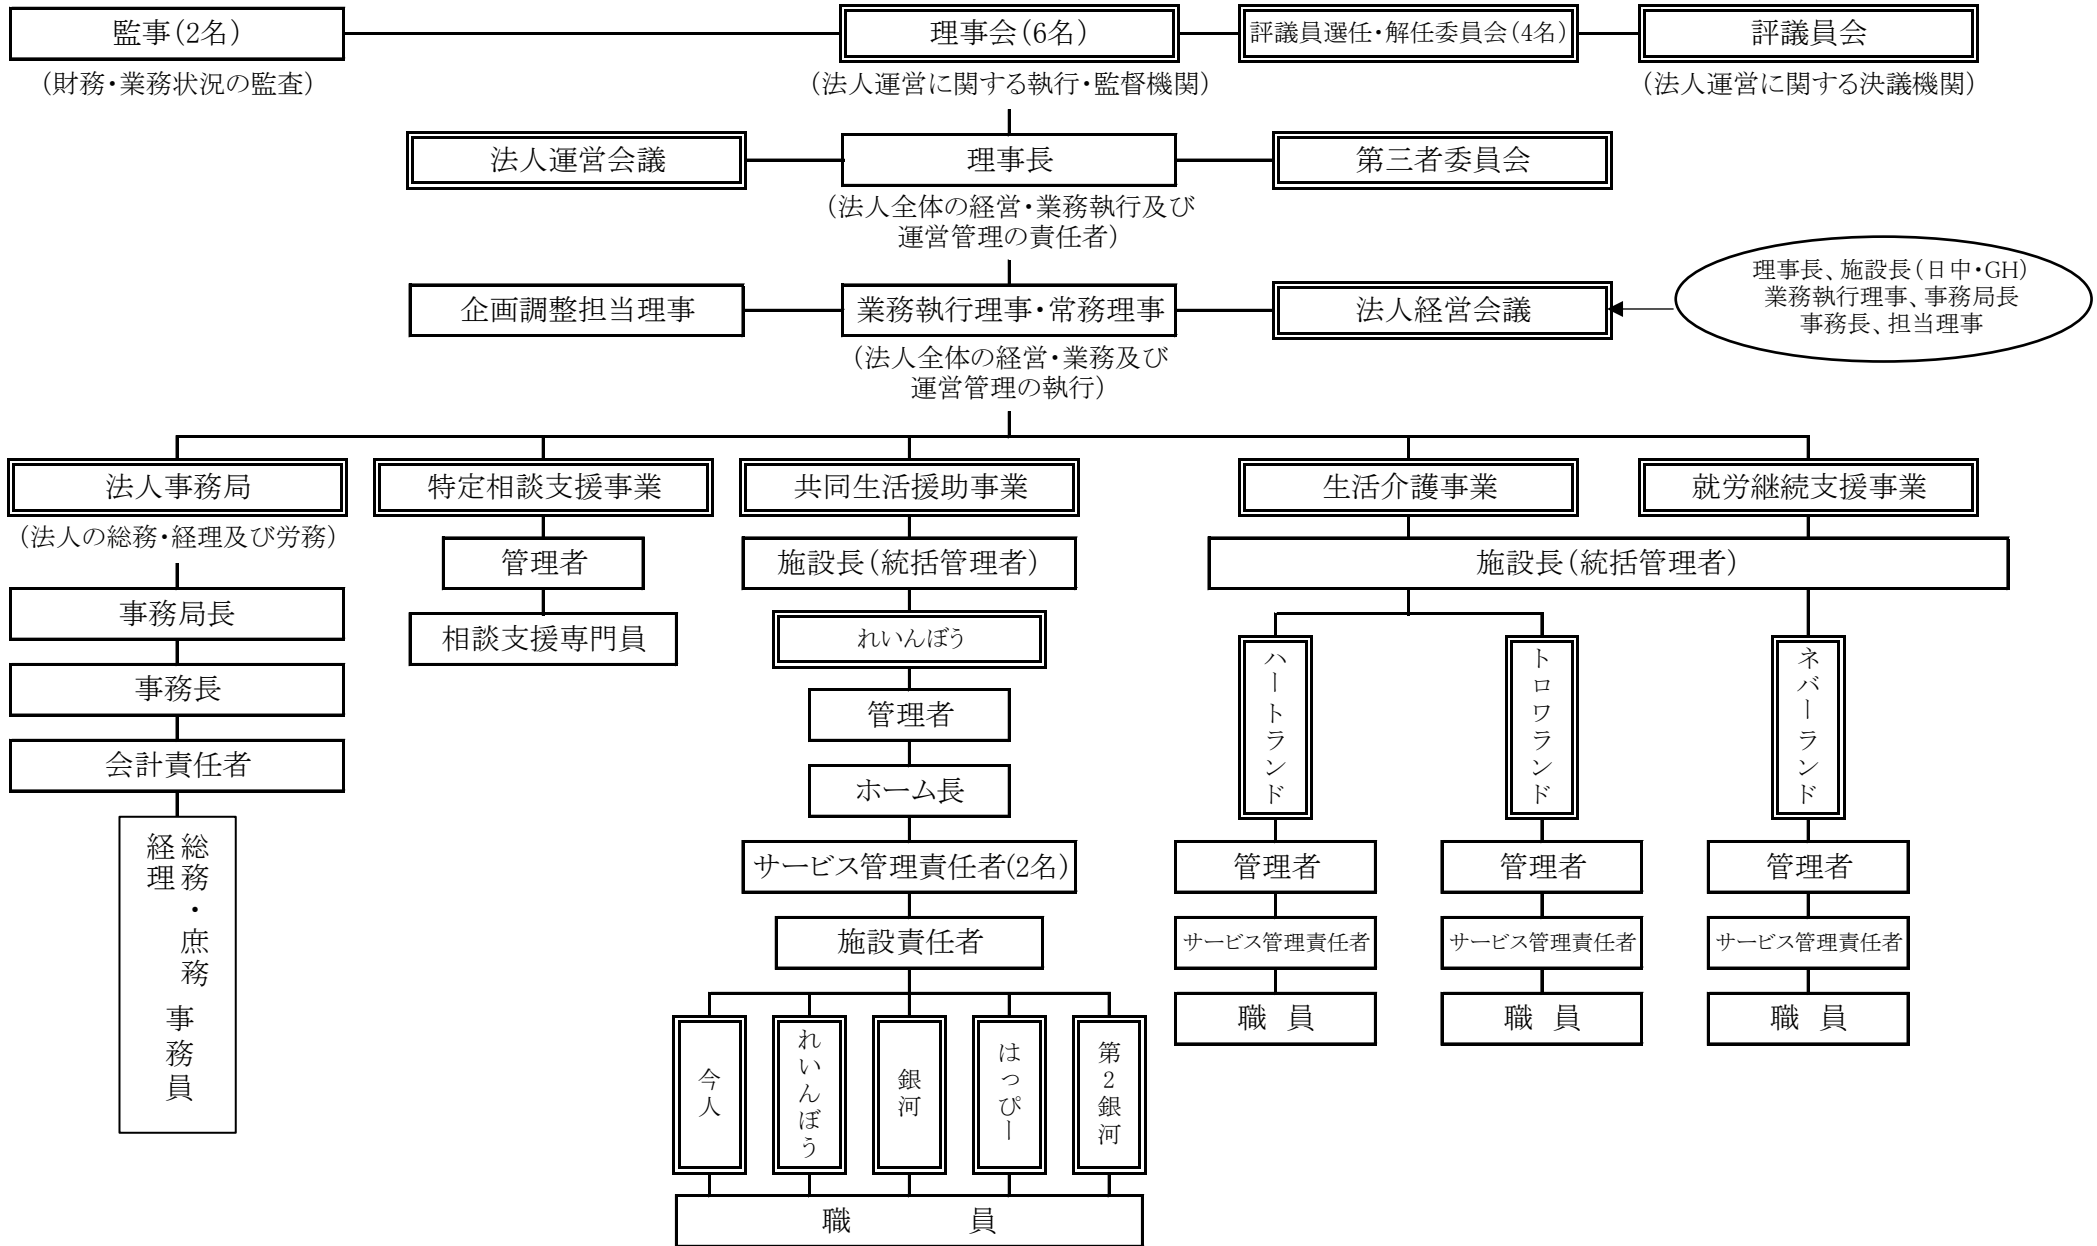 監事(2名)
理事会(6名)
評議員選任・解任委員会(4名)
評議員会
(財務・業務状況の監査)
(法人運営に関する執行・監督機関)
(法人運営に関する決議機関)
法人運営会議
理事長
第三者委員会
(法人全体の経営・業務執行及び
運営管理の責任者)
企画調整担当理事
業務執行理事・常務理事
法人経営会議
理事長、施設長(日中・GH)
業務執行理事、事務局長
事務長、担当理事
(法人全体の経営・業務及び
運営管理の執行)
法人事務局
特定相談支援事業
共同生活援助事業
生活介護事業
就労継続支援事業
(法人の総務・経理及び労務)
管理者
施設長(統括管理者)
施設長(統括管理者)
事務局長
相談支援専門員
れいんぼう
事務長
管理者
会計責任者
ホーム長
ハートランド
トロワランド
ネバーランド
総務・庶務
経理
事務員
サービス管理責任者(2名)
管理者
管理者
管理者
施設責任者
サービス管理責任者
サービス管理責任者
サービス管理責任者
職 員
職 員
職 員
今人
れいんぼう
銀河
はっぴー
第2銀河
職 員